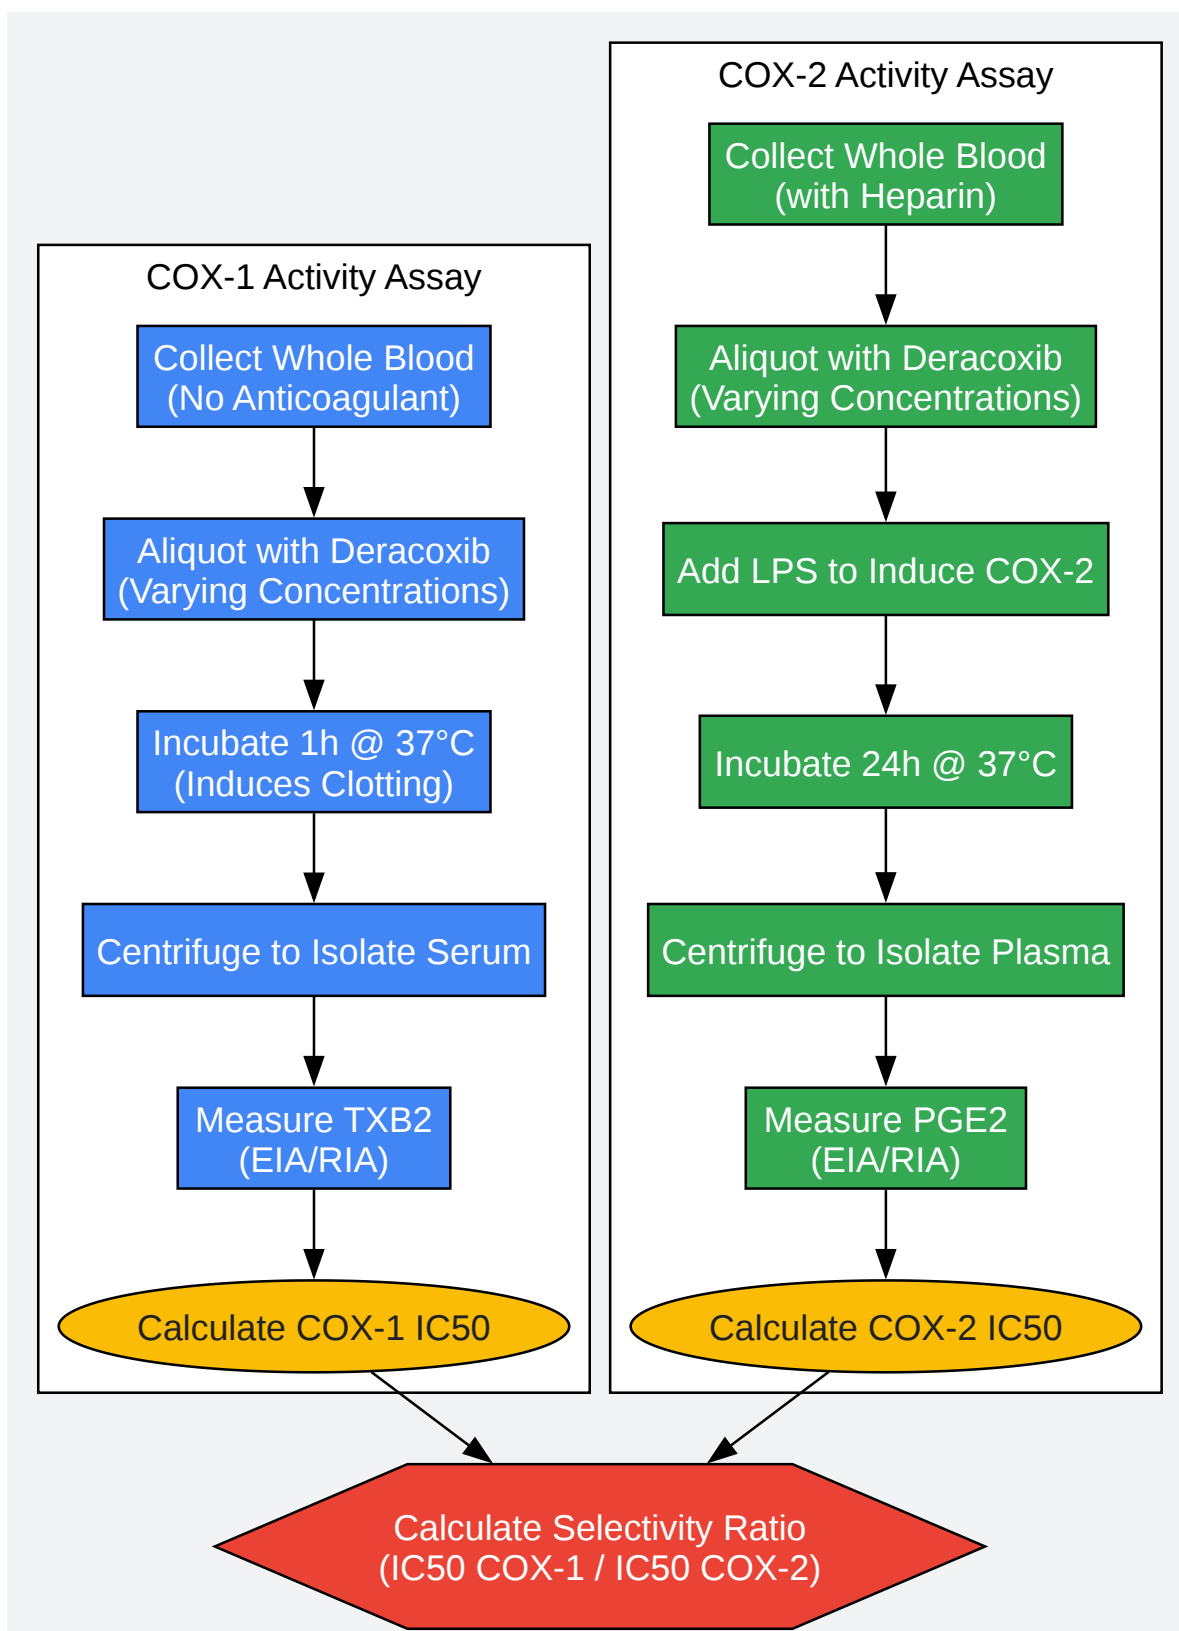 COX-1 Activity Assay
Collect Whole Blood
(No Anticoagulant)
Aliquot with Deracoxib
(Varying Concentrations)
Incubate 1h @ 37°C
(Induces Clotting)
Centrifuge to Isolate Serum
Measure TXB2
(EIA/RIA)
Calculate COX-1 IC50
COX-2 Activity Assay
Collect Whole Blood
(with Heparin)
Aliquot with Deracoxib
(Varying Concentrations)
Add LPS to Induce COX-2
Incubate 24h @ 37°C
Centrifuge to Isolate Plasma
Measure PGE2
(EIA/RIA)
Calculate COX-2 IC50
Calculate Selectivity Ratio
(IC50 COX-1 / IC50 COX-2)